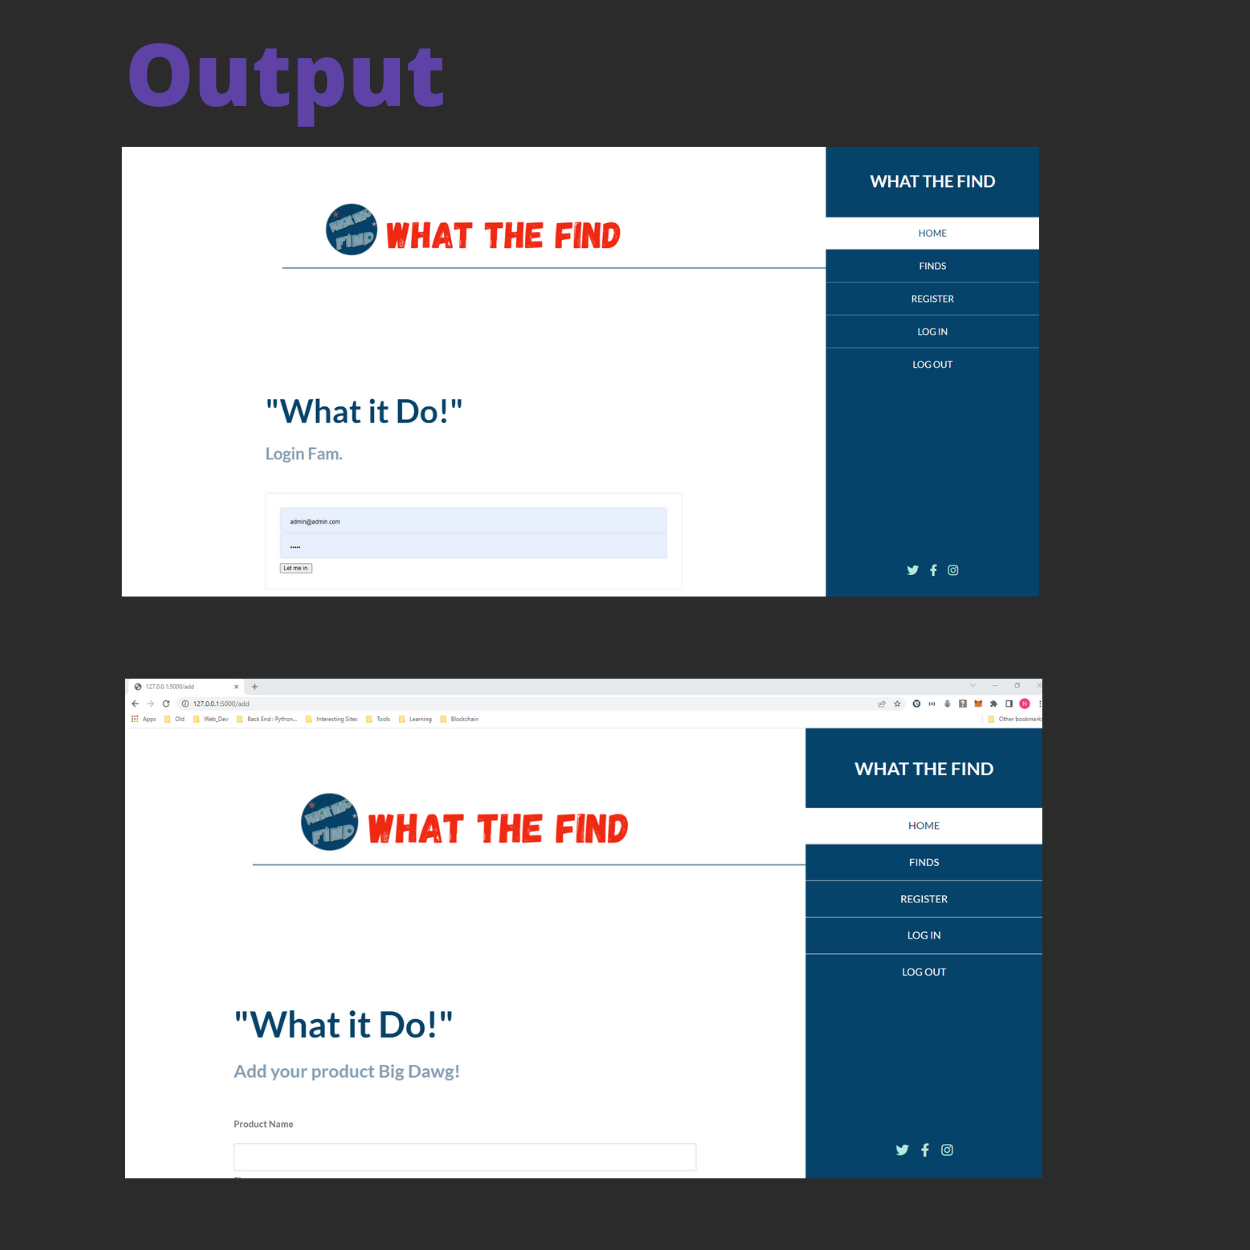 Output
WHAT THE FIND
WHAT THE FIND
HOME
FINDS
REGISTER
LOG IN
LOG OUT
"What it Do!"
Login Fam.
admin@admin.com
•••••
Let me in.
127.0.0.1:5000/add
127.0.0.1:5000/add
Apps Old Web_Dev Back End : Python... Interesting Sites Tools Learning Blockchain Other bookmarks
WHAT THE FIND
WHAT THE FIND
HOME
FINDS
REGISTER
LOG IN
LOG OUT
"What it Do!"
Add your product Big Dawg!
Product Name